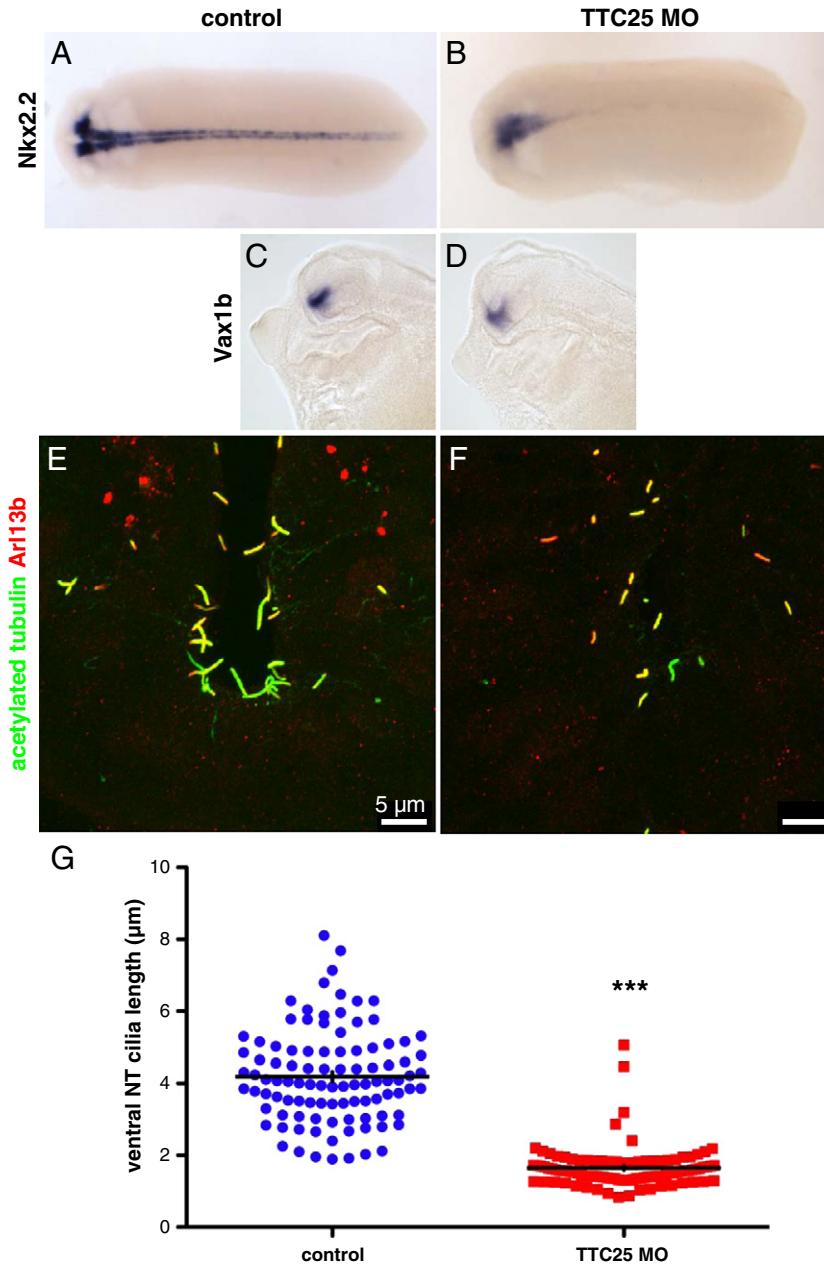 control
TTC25 MO
A
B
Nkx2.2
C
D
Vax1b
E
F
acetylated tubulin Arl13b
5 µm
G
10
8
6
4
2
0
ventral NT cilia length (µm)
***
control
TTC25 MO